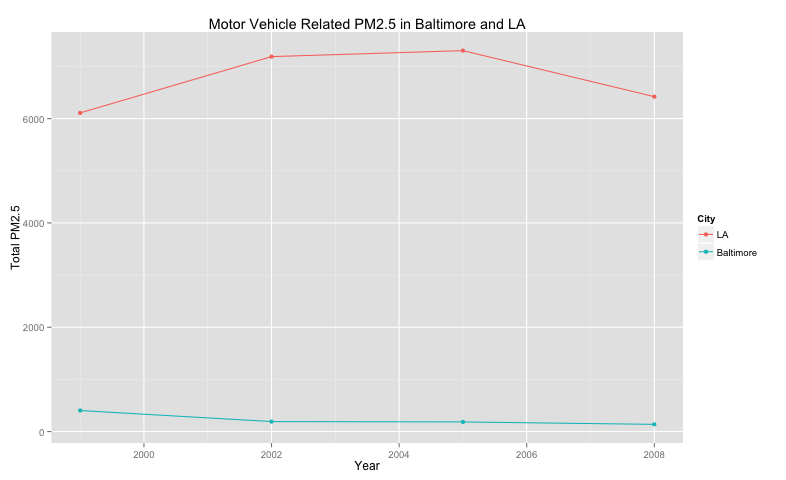 Motor Vehicle Related PM2.5 in Baltimore and LA
Total PM2.5
6000
4000
2000
0
2000
2002
2004
2006
2008
Year
City
LA
Baltimore